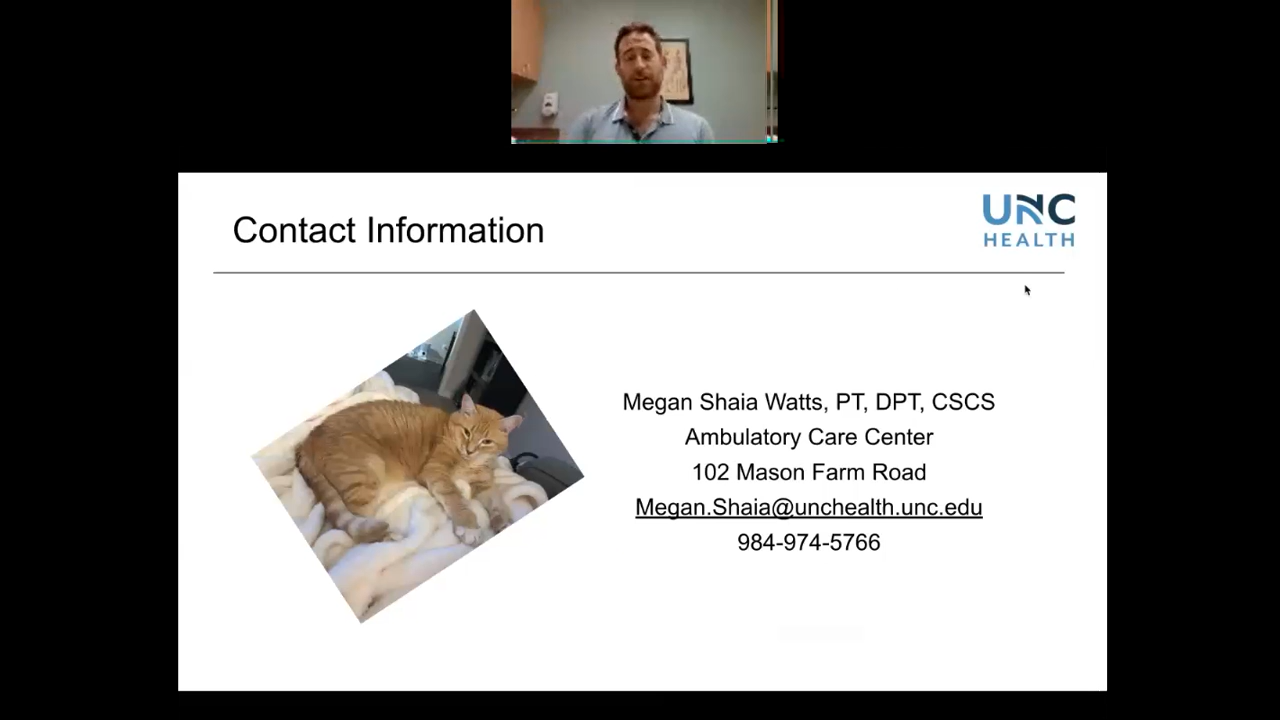 Contact Information
UNC
HEALTH
Megan Shaia Watts, PT, DPT, CSCS
Ambulatory Care Center
102 Mason Farm Road
Megan.Shaia@unchealth.unc.edu
984-974-5766